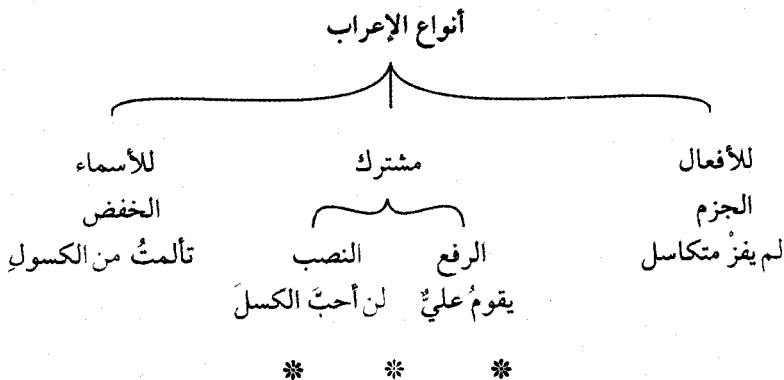 أنواع الإعراب
للأفعال مشترك للأسماء
الجزم الخفض
لم يفزْ متكاسل الرفع النصب تألمتُ من الكسولِ
يقومُ عليٌّ لن أحبَّ الكسلَ